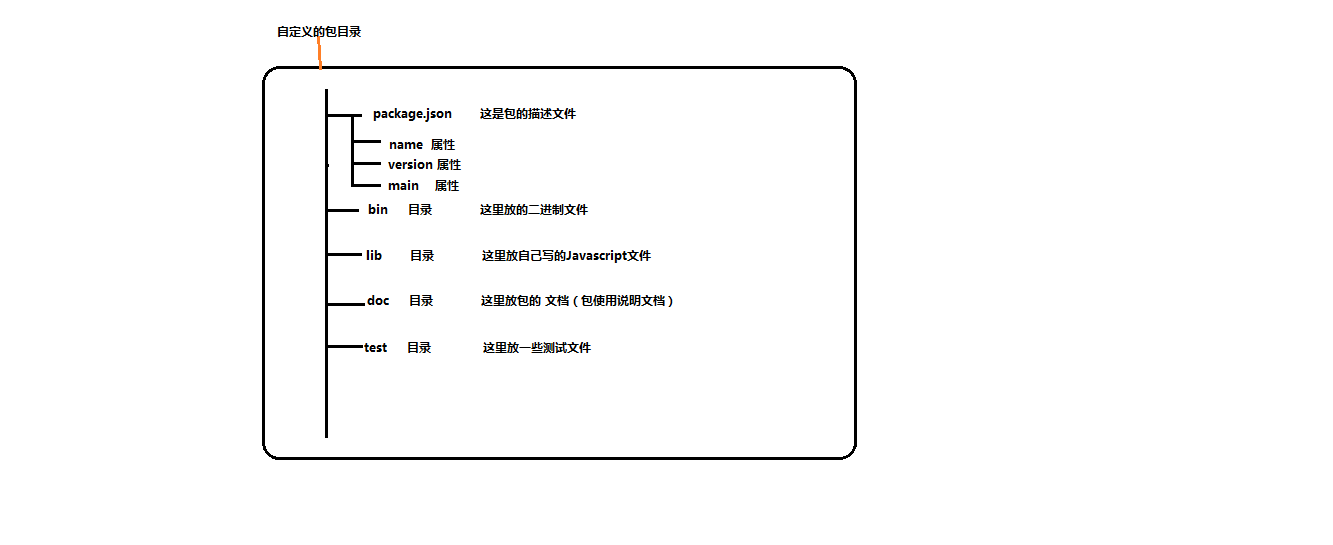 自定义的包目录
package.json 这是包的描述文件
name 属性
version 属性
main 属性
bin 目录 这里放的二进制文件
lib 目录 这里放自己写的Javascript文件
doc 目录 这里放包的 文档（包使用说明文档）
test 目录 这里放一些测试文件